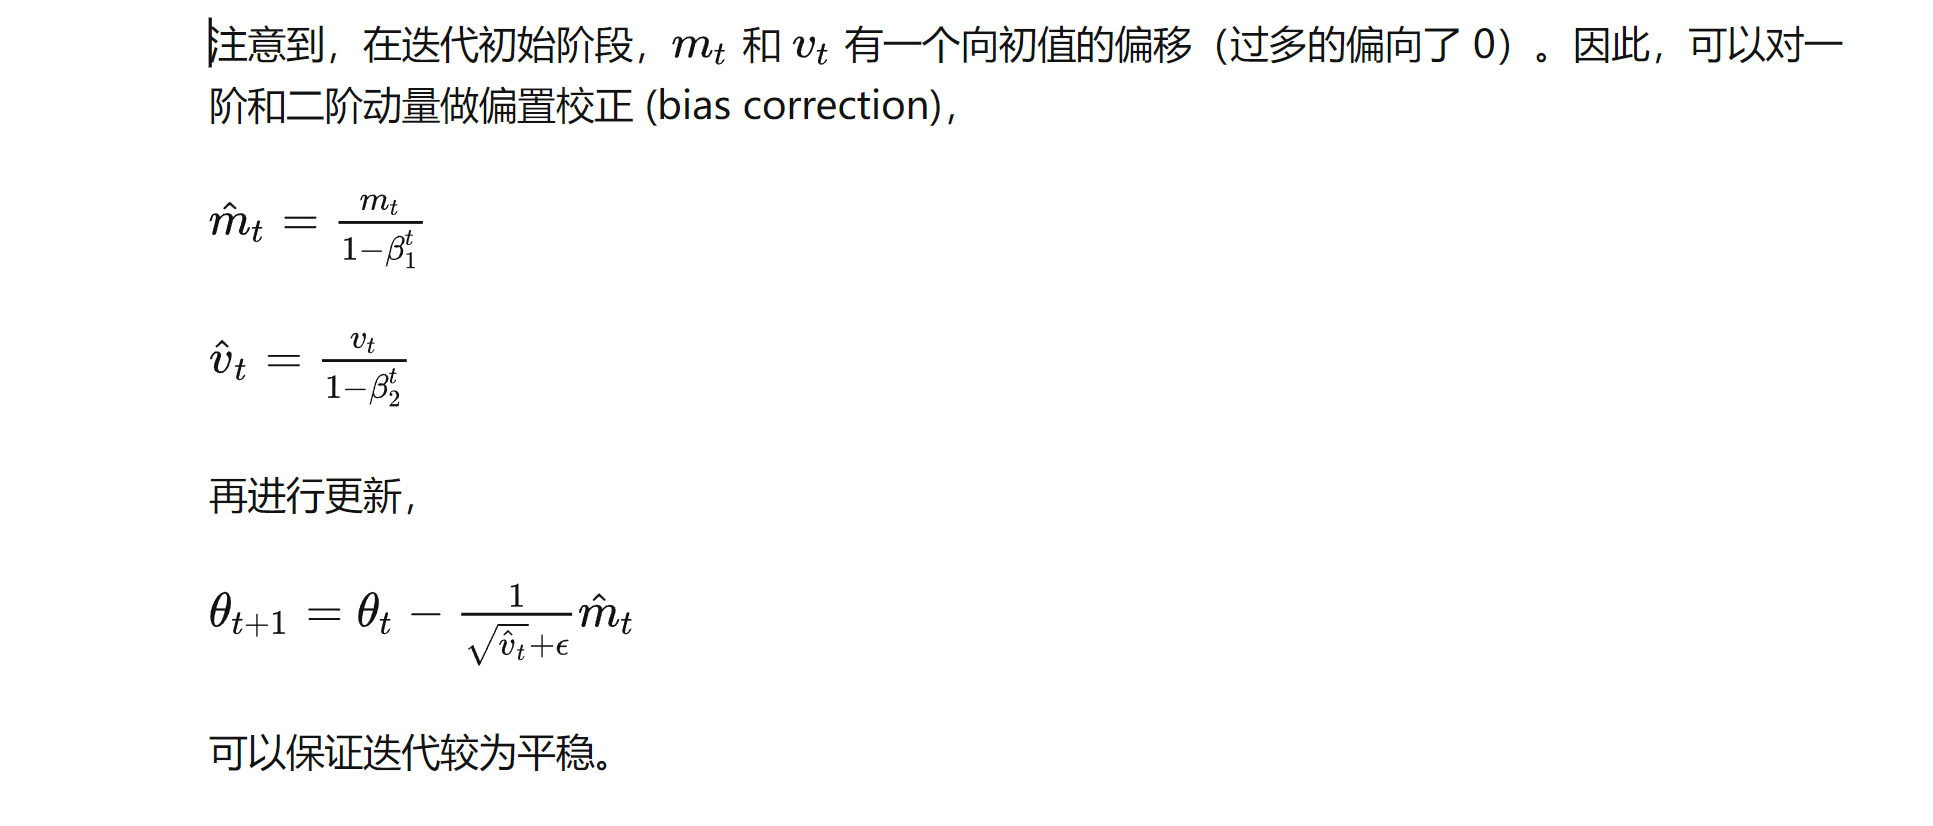 注意到，在迭代初始阶段，$m_t$ 和 $v_t$ 有一个向初值的偏移（过多的偏向了 0）。因此，可以对一
阶和二阶动量做偏置校正 (bias correction)，
$\hat{m}_t = \frac{m_t}{1-\beta_1^t}$
$\hat{v}_t = \frac{v_t}{1-\beta_2^t}$
再进行更新，
$\theta_{t+1} = \theta_t - \frac{1}{\sqrt{\hat{v}_t}+\epsilon}\hat{m}_t$
可以保证迭代较为平稳。